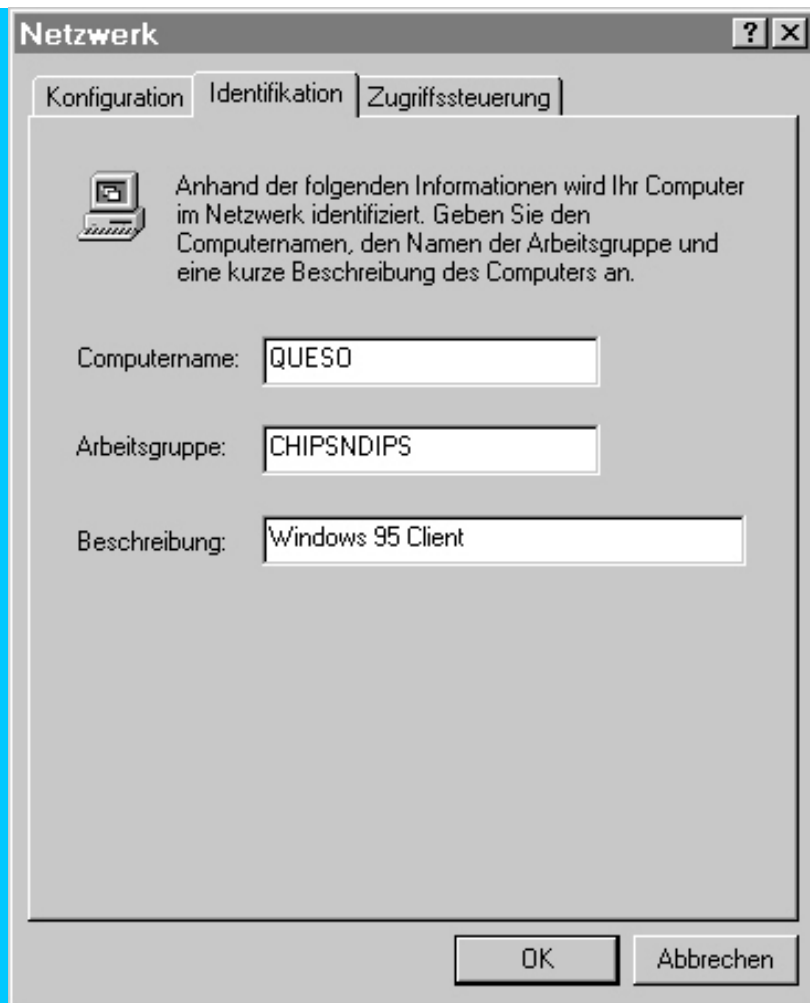 Netzwerk
Konfiguration Identifikation Zugriffssteuerung
Anhand der folgenden Informationen wird Ihr Computer
im Netzwerk identifiziert. Geben Sie den
Computernamen, den Namen der Arbeitsgruppe und
eine kurze Beschreibung des Computers an.
Computername: QUESO
Arbeitsgruppe: CHIPSNDIPS
Beschreibung: Windows 95 Client
OK Abbrechen